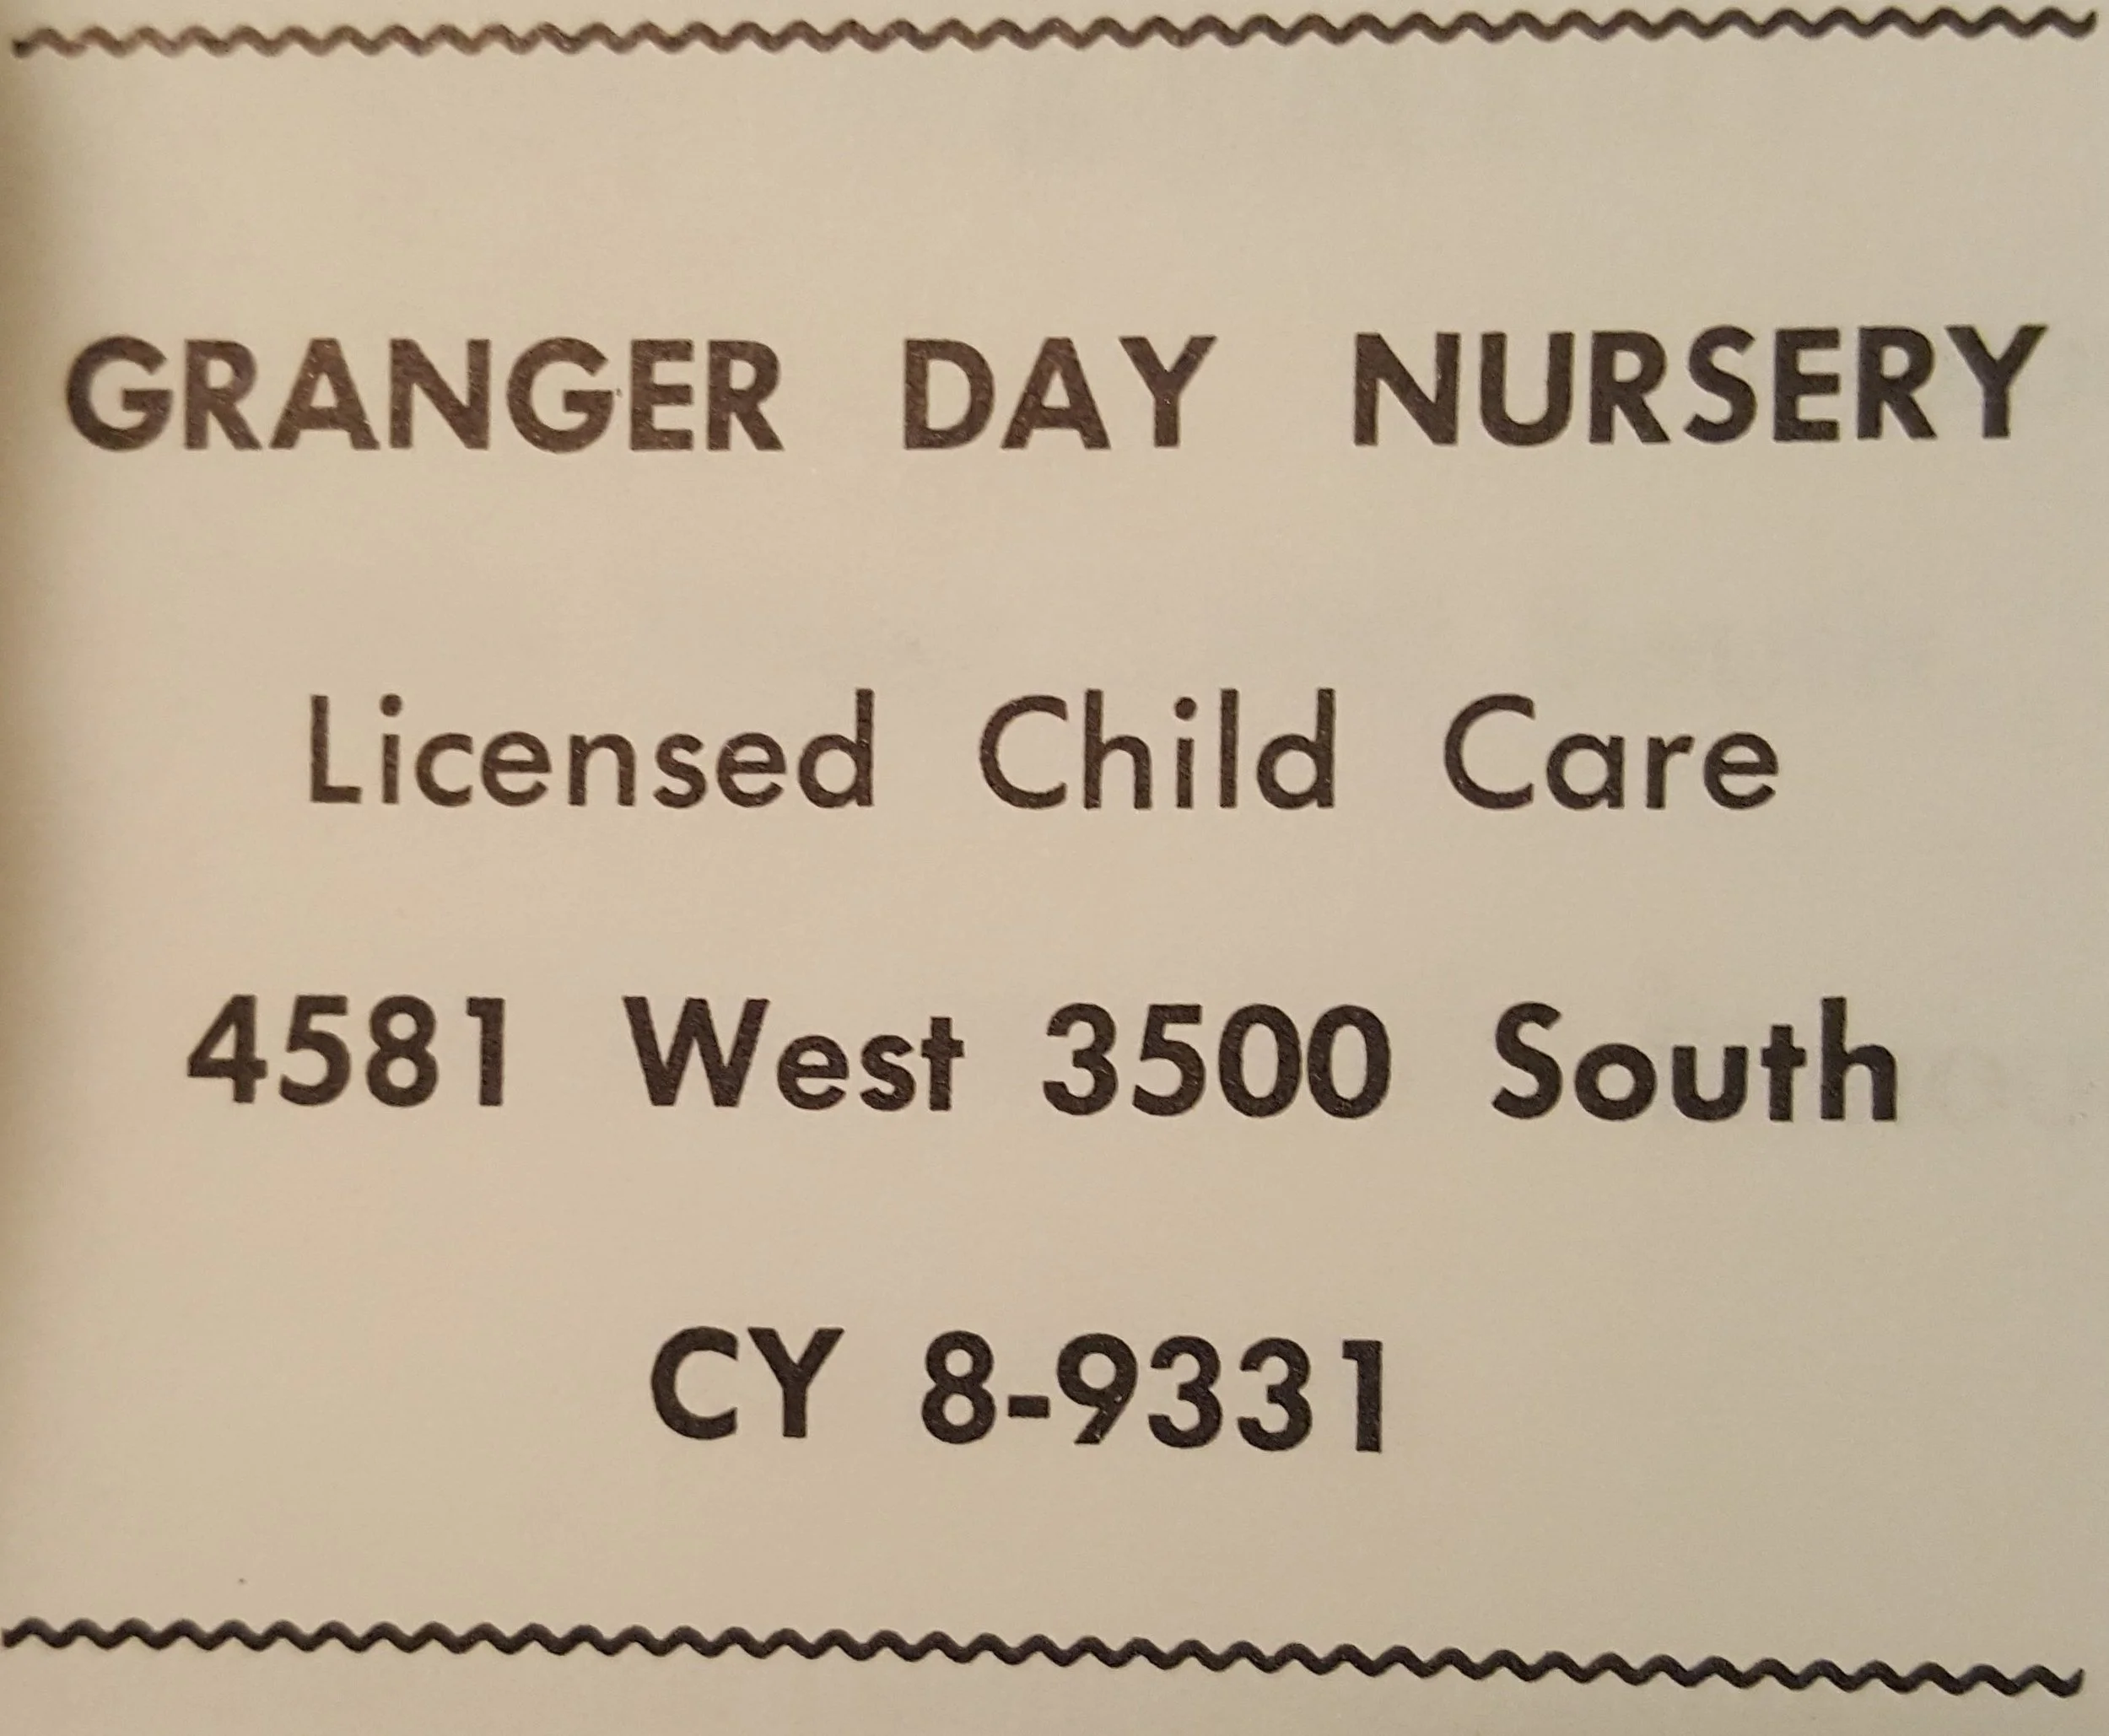 GRANGER DAY NURSERY
Licensed Child Care
4581 West 3500 South
CY 8-9331